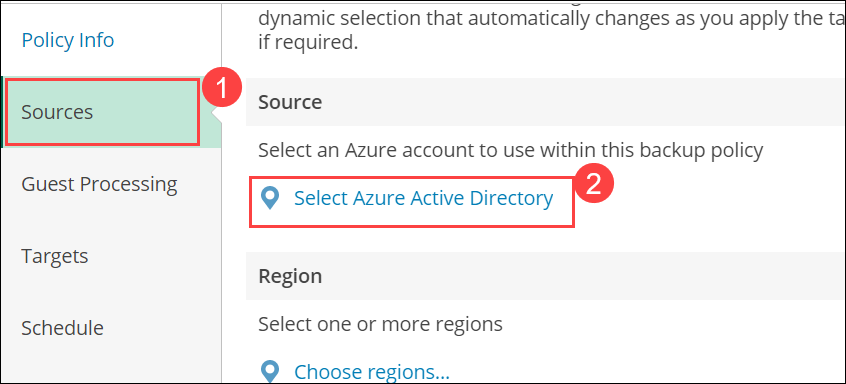 dynamic selection that automatically changes as you apply the ta
if required.
Policy Info
1
Sources
Source
Select an Azure account to use within this backup policy
Guest Processing
2
Select Azure Active Directory
Targets
Region
Schedule
Select one or more regions
Choose regions...